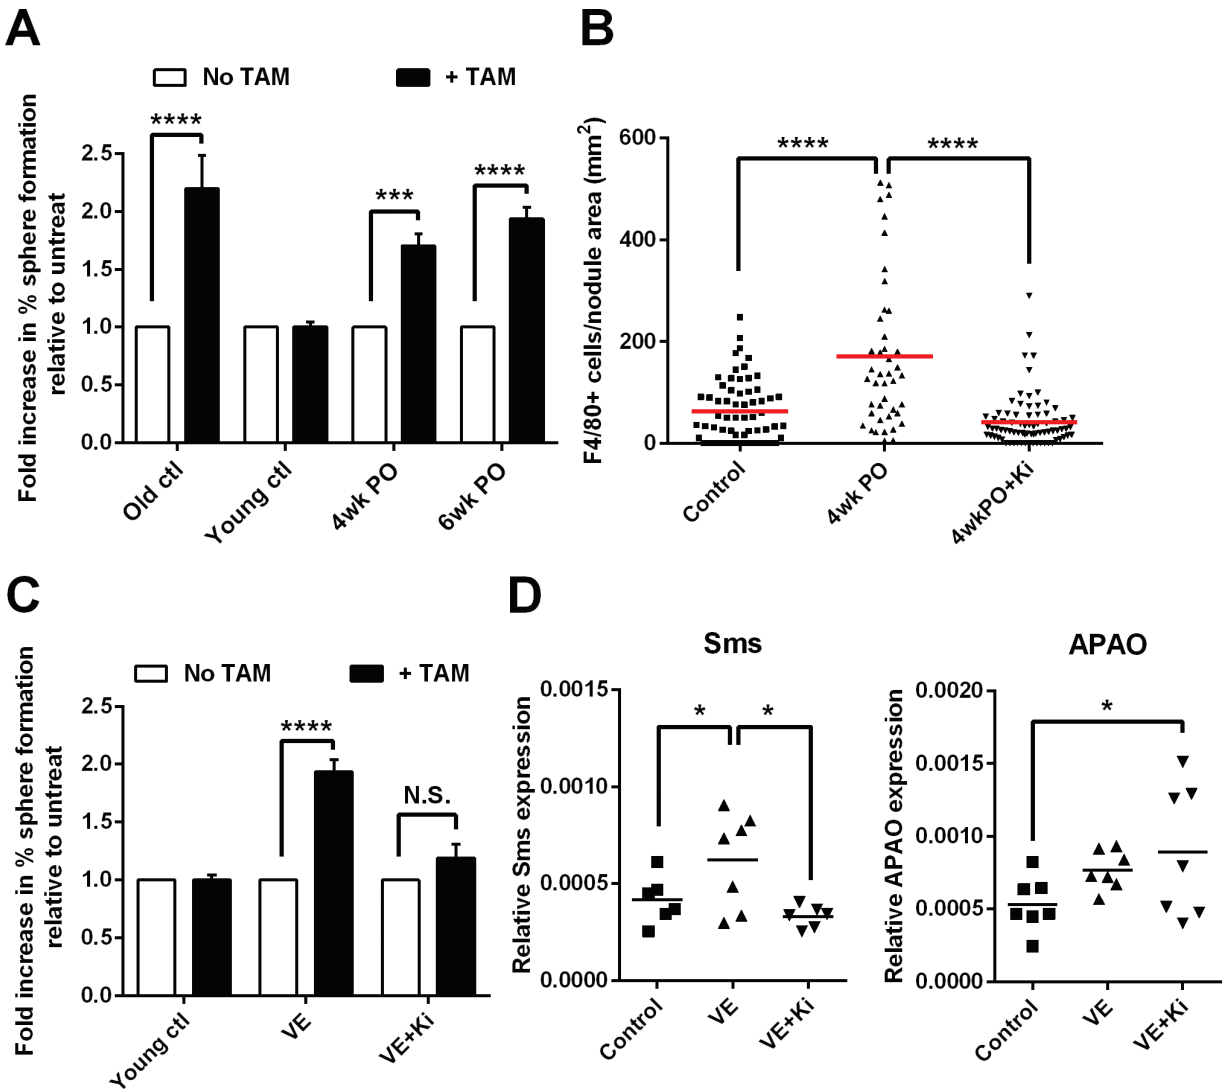 A
No TAM
+ TAM
Fold increase in % sphere formation
relative to untreat
****
***
****
2.5
2.0
1.5
1.0
0.5
0.0
Old ctl
Young ctl
4wk PO
6wk PO
B
F4/80+ cells/nodule area (mm²)
****
****
600
400
200
0
Control
4wk PO
4wkPO+Ki
C
No TAM
+ TAM
Fold increase in % sphere formation
relative to untreat
****
N.S.
2.5
2.0
1.5
1.0
0.5
0.0
Young ctl
VE
VE+Ki
D
Sms
Relative Sms expression
*
*
0.0015
0.0010
0.0005
0.0000
Control
VE
VE+Ki
APAO
Relative APAO expression
*
0.0020
0.0015
0.0010
0.0005
0.0000
Control
VE
VE+Ki